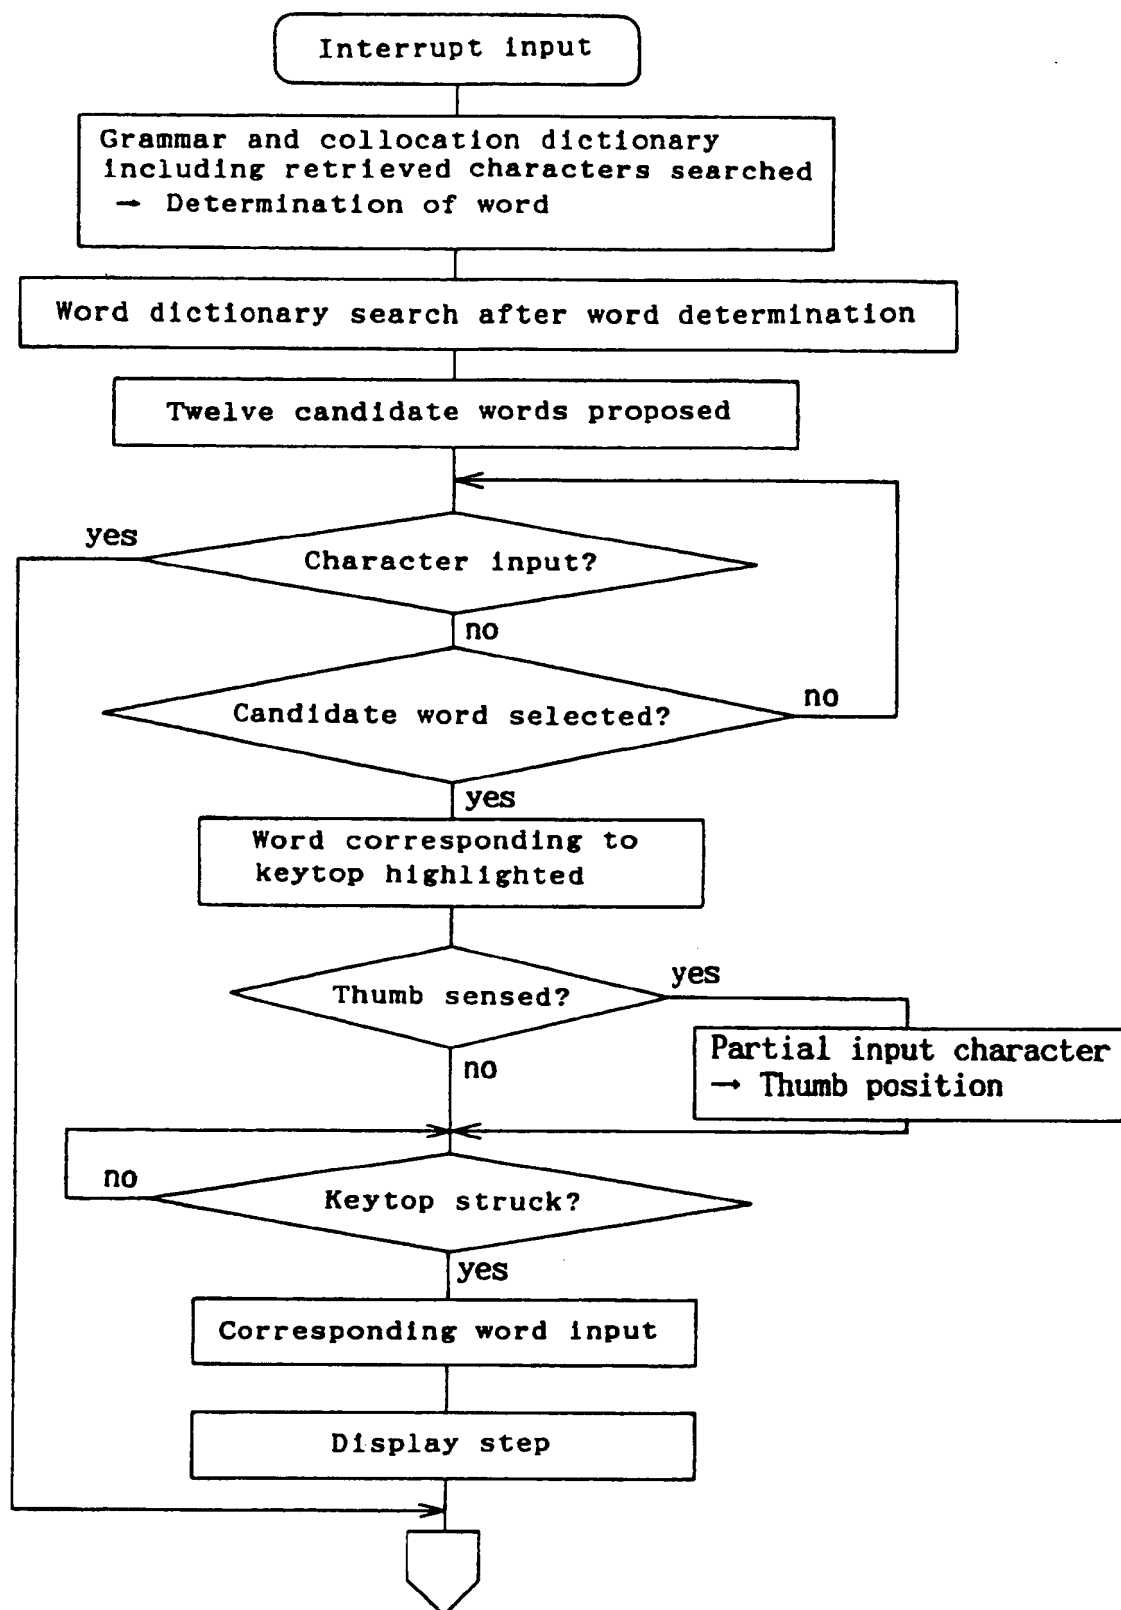 Interrupt input
Grammar and collocation dictionary
including retrieved characters searched
→ Determination of word
Word dictionary search after word determination
Twelve candidate words proposed
yes
Character input?
no
Candidate word selected?
no
yes
Word corresponding to
keytop highlighted
yes
Thumb sensed?
Partial input character
→ Thumb position
no
no
Keytop struck?
yes
Corresponding word input
Display step